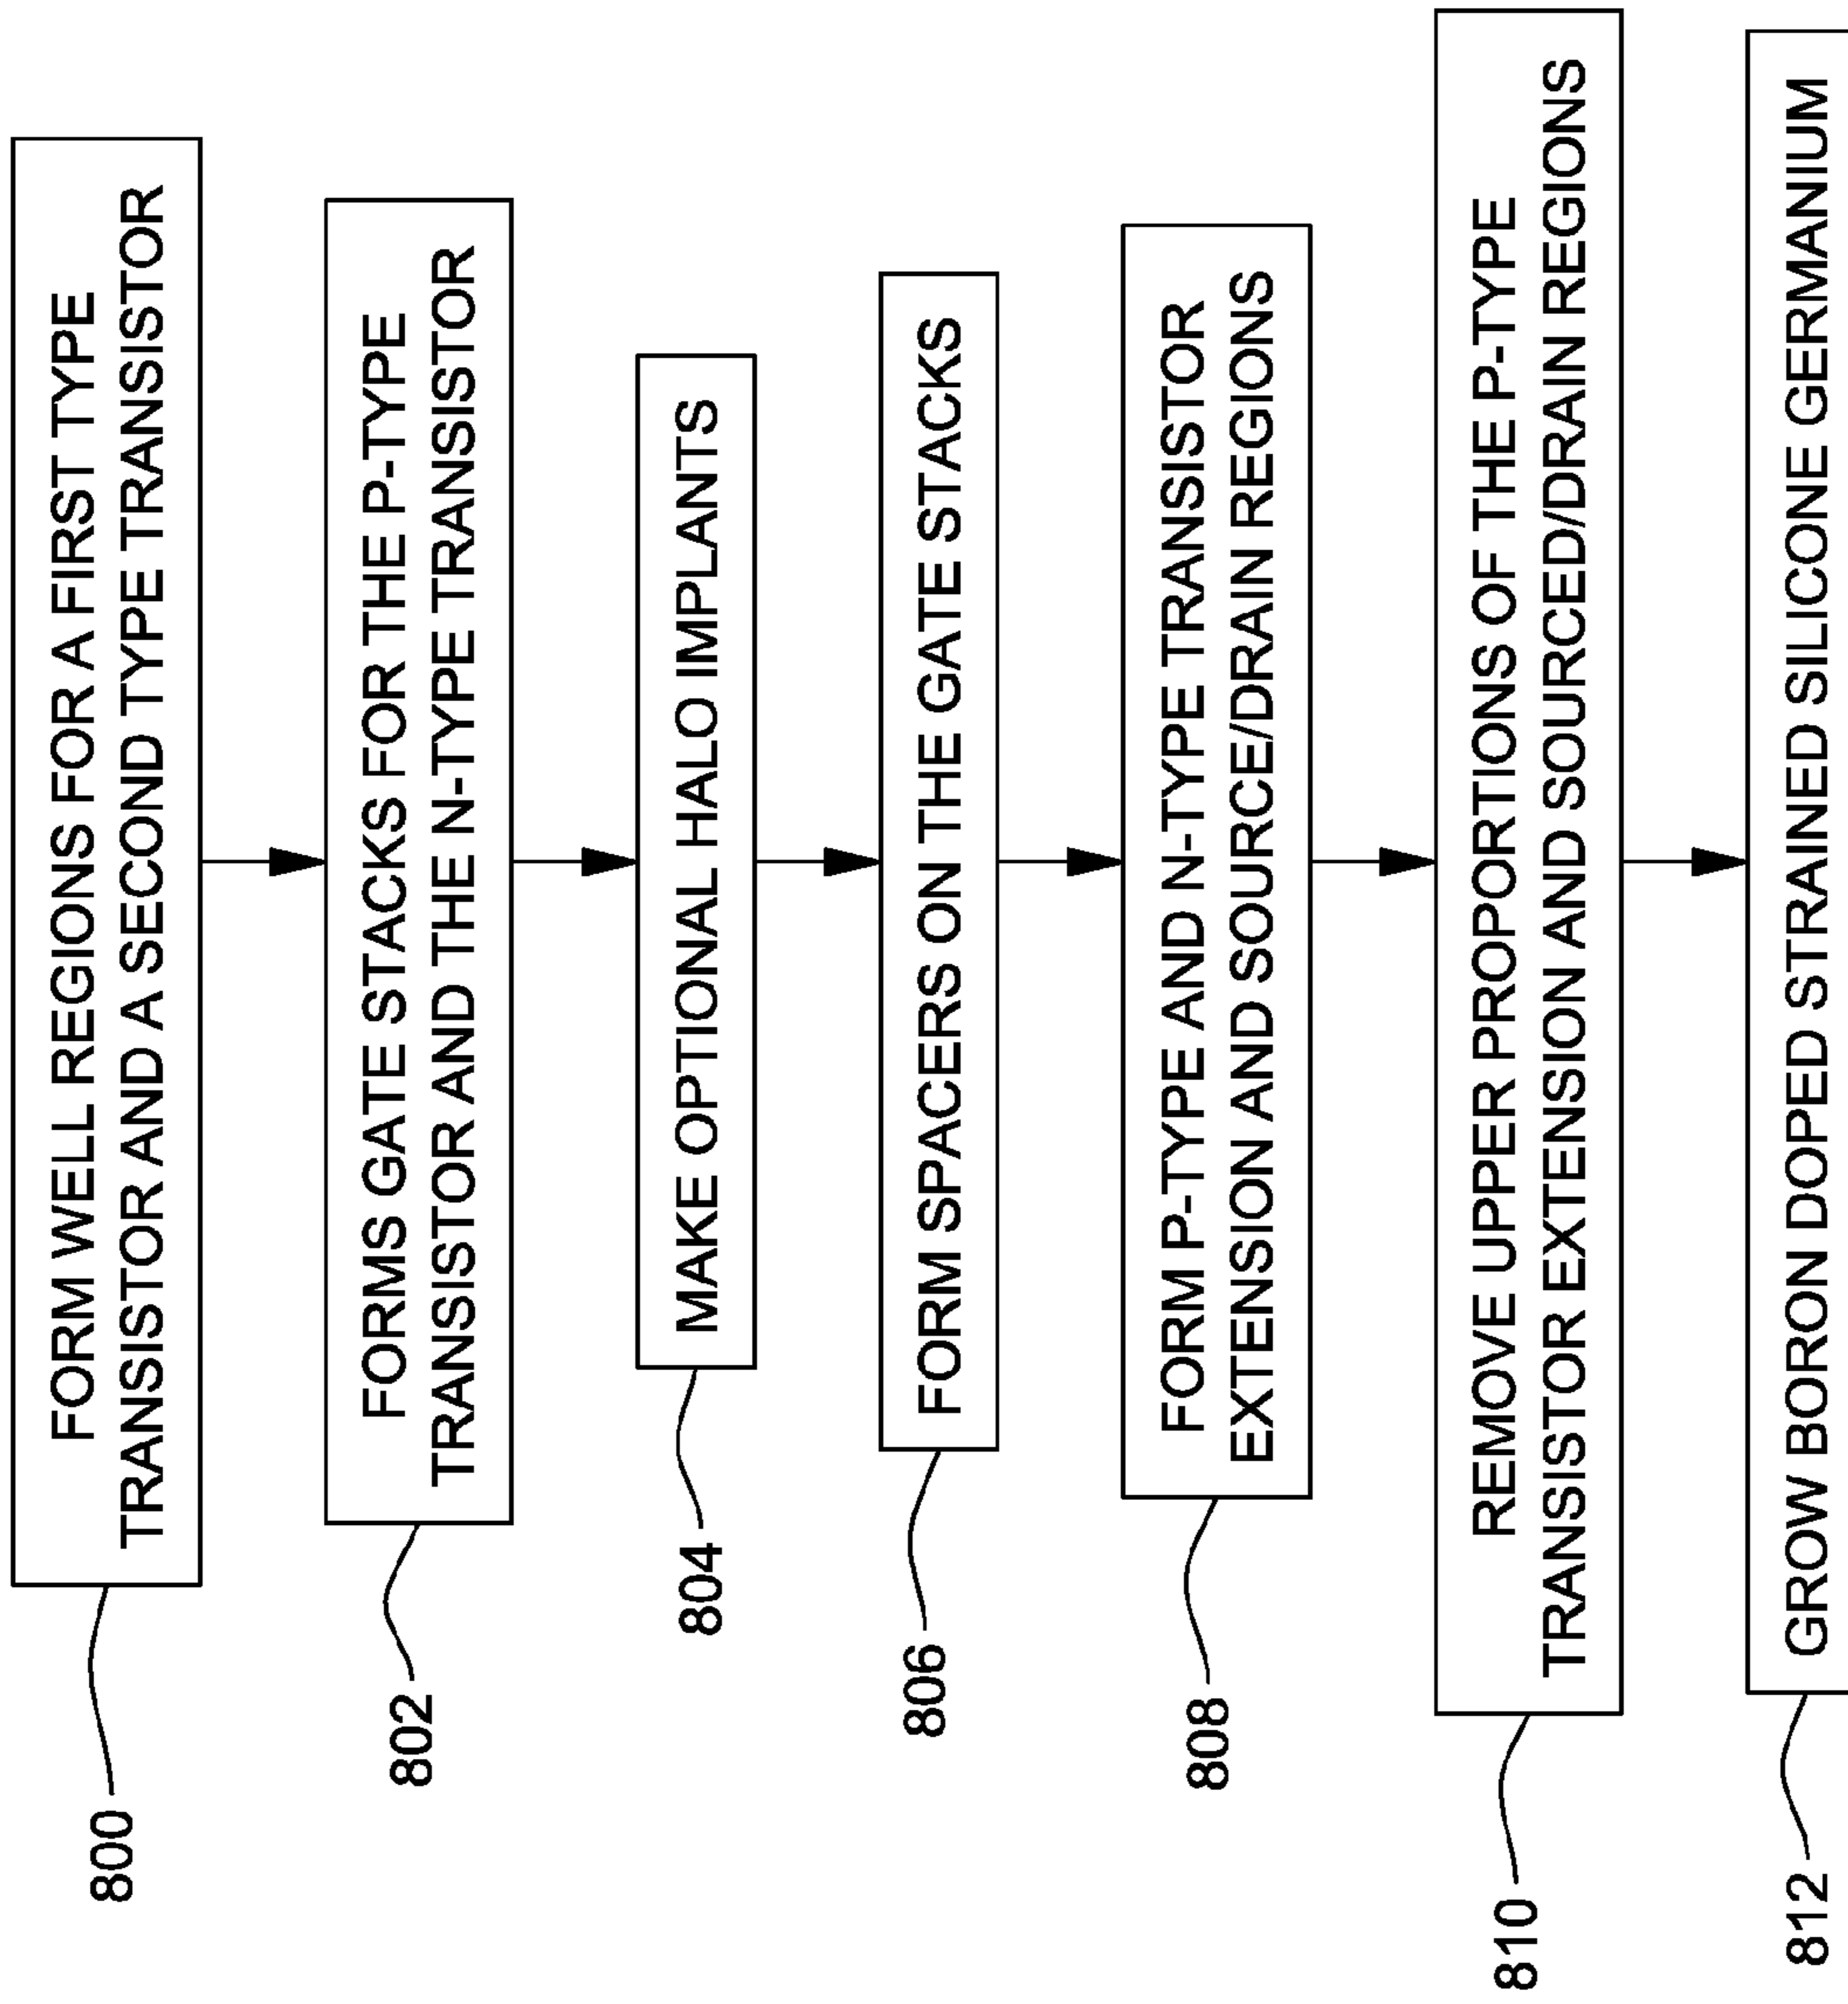 800
FORM WELL REGIONS FOR A FIRST TYPE
TRANSISTOR AND A SECOND TYPE TRANSISTOR
802
FORMS GATE STACKS FOR THE P-TYPE
TRANSISTOR AND THE N-TYPE TRANSISTOR
804
MAKE OPTIONAL HALO IMPLANTS
806
FORM SPACERS ON THE GATE STACKS
808
FORM P-TYPE AND N-TYPE TRANSISTOR
EXTENSION AND SOURCE/DRAIN REGIONS
810
REMOVE UPPER PROPORTIONS OF THE P-TYPE
TRANSISTOR EXTENSION AND SOURCED/DRAIN REGIONS
812
GROW BORON DOPED STRAINED SILICONE GERMANIUM